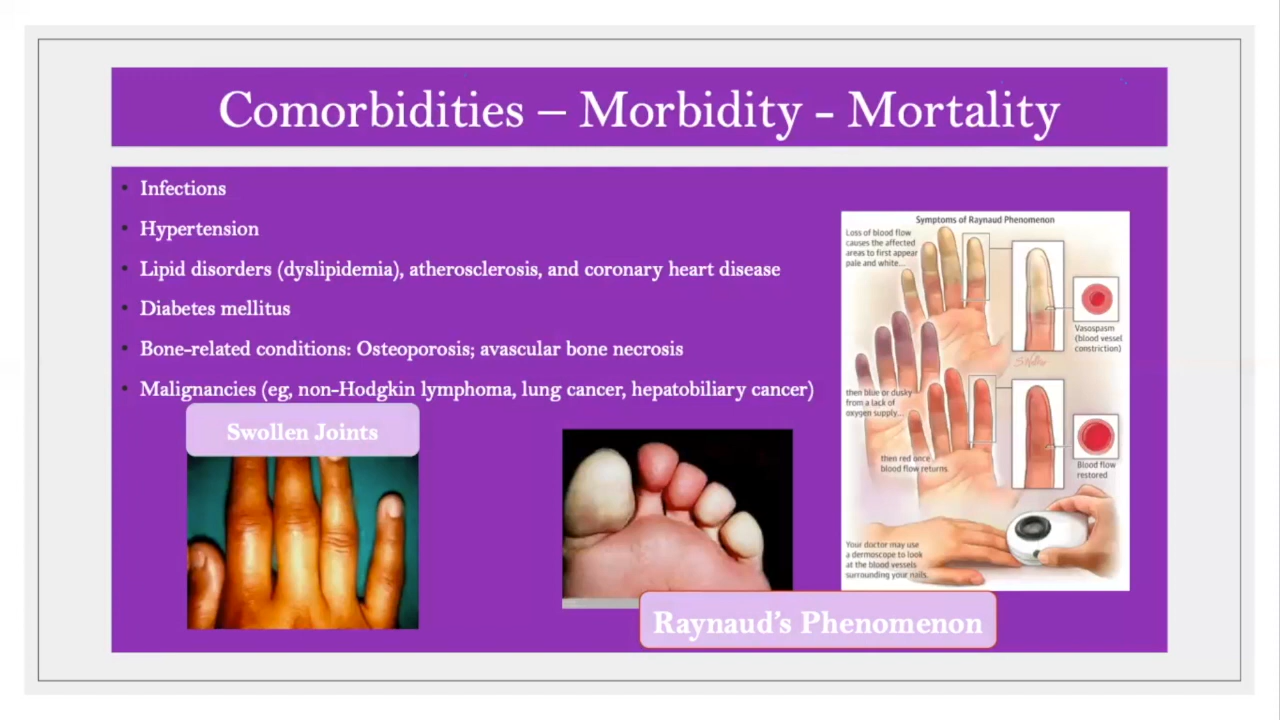 Comorbidities – Morbidity - Mortality
• Infections
• Hypertension
• Lipid disorders (dyslipidemia), atherosclerosis, and coronary heart disease
• Diabetes mellitus
• Bone-related conditions: Osteoporosis; avascular bone necrosis
• Malignancies (eg, non-Hodgkin lymphoma, lung cancer, hepatobiliary cancer)
Swollen Joints
Raynaud's Phenomenon
Symptoms of Raynaud Phenomenon
Loss of blood flow
causes the affected
areas to first appear
pale and white...
Vasospasm
(blood vessel
constriction)
then blue or dusky
from a lack of
oxygen supply...
then red once
blood flow returns.
Blood flow
restored
Your doctor may use
a dermoscope to look
at the blood vessels
surrounding your nails.